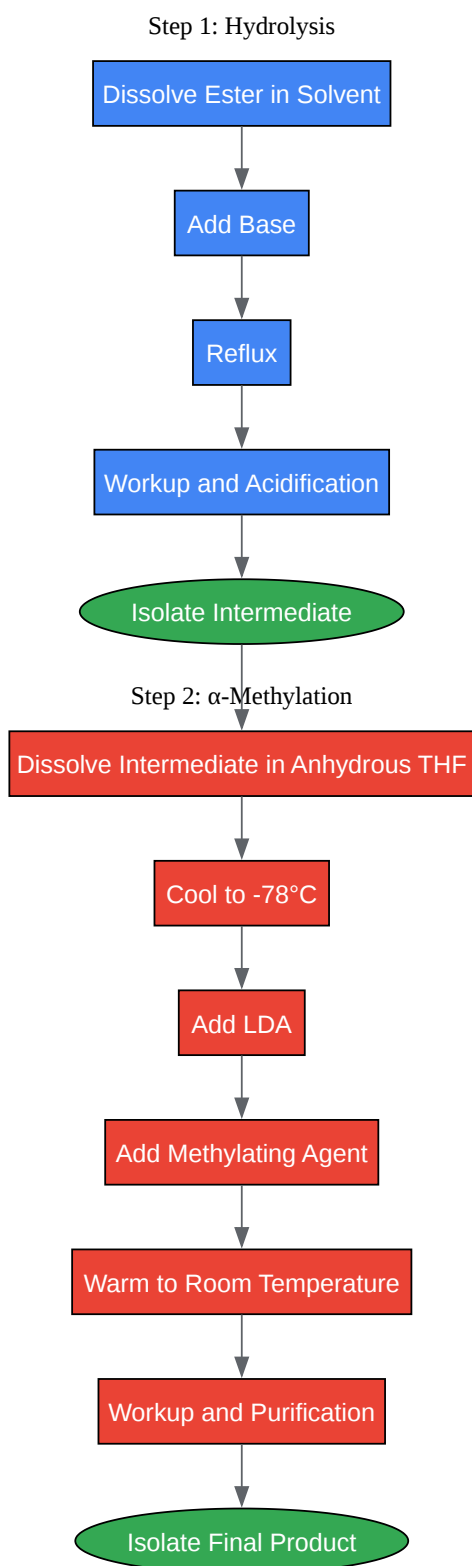 Step 1: Hydrolysis
Dissolve Ester in Solvent
Add Base
Reflux
Workup and Acidification
Isolate Intermediate
Step 2: α-Methylation
Dissolve Intermediate in Anhydrous THF
Cool to -78°C
Add LDA
Add Methylating Agent
Warm to Room Temperature
Workup and Purification
Isolate Final Product